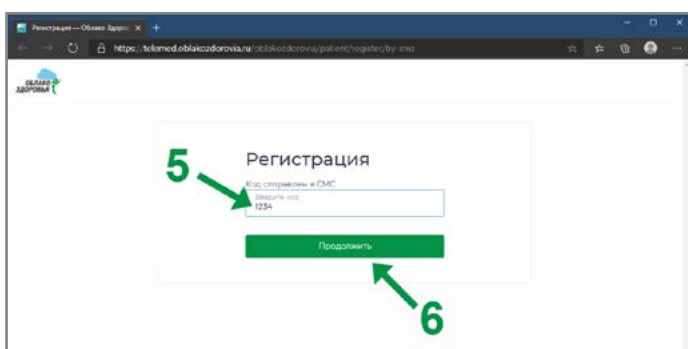 Регистрация — Облако Здоро
https://telemed.oblakozdorovia.ru/oblakozdorovia/patient/register/by-sms
ОБЛАКО
ЗДОРОВЬЯ
Регистрация
5
Код отправлен в СМС
Введите код
1234
Продолжить
6